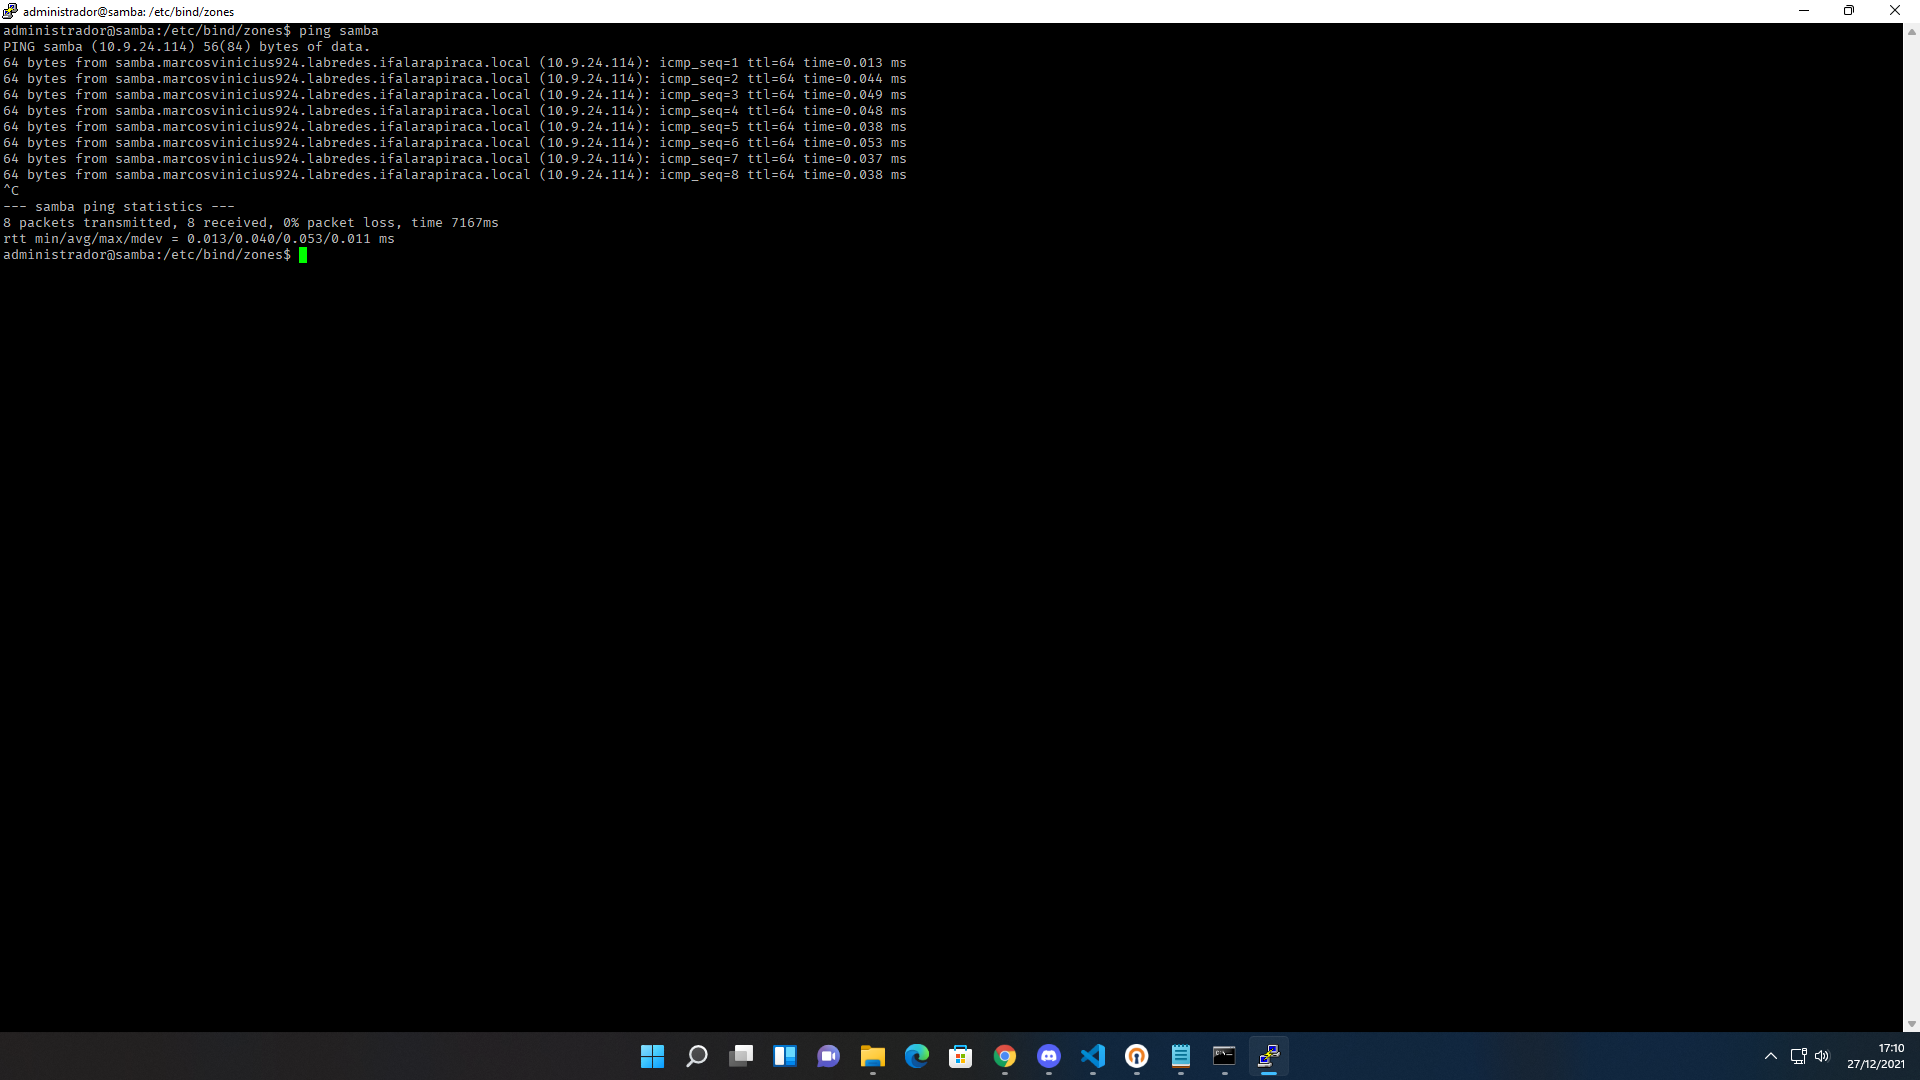 administrador@samba: /etc/bind/zones
administrador@samba:/etc/bind/zones$ ping samba
PING samba (10.9.24.114) 56(84) bytes of data.
64 bytes from samba.marcosvinicius924.labredes.ifalarapiraca.local (10.9.24.114): icmp_seq=1 ttl=64 time=0.013 ms
64 bytes from samba.marcosvinicius924.labredes.ifalarapiraca.local (10.9.24.114): icmp_seq=2 ttl=64 time=0.044 ms
64 bytes from samba.marcosvinicius924.labredes.ifalarapiraca.local (10.9.24.114): icmp_seq=3 ttl=64 time=0.049 ms
64 bytes from samba.marcosvinicius924.labredes.ifalarapiraca.local (10.9.24.114): icmp_seq=4 ttl=64 time=0.048 ms
64 bytes from samba.marcosvinicius924.labredes.ifalarapiraca.local (10.9.24.114): icmp_seq=5 ttl=64 time=0.038 ms
64 bytes from samba.marcosvinicius924.labredes.ifalarapiraca.local (10.9.24.114): icmp_seq=6 ttl=64 time=0.053 ms
64 bytes from samba.marcosvinicius924.labredes.ifalarapiraca.local (10.9.24.114): icmp_seq=7 ttl=64 time=0.037 ms
64 bytes from samba.marcosvinicius924.labredes.ifalarapiraca.local (10.9.24.114): icmp_seq=8 ttl=64 time=0.038 ms
^C
--- samba ping statistics ---
8 packets transmitted, 8 received, 0% packet loss, time 7167ms
rtt min/avg/max/mdev = 0.013/0.040/0.053/0.011 ms
administrador@samba:/etc/bind/zones$
17:10
27/12/2021